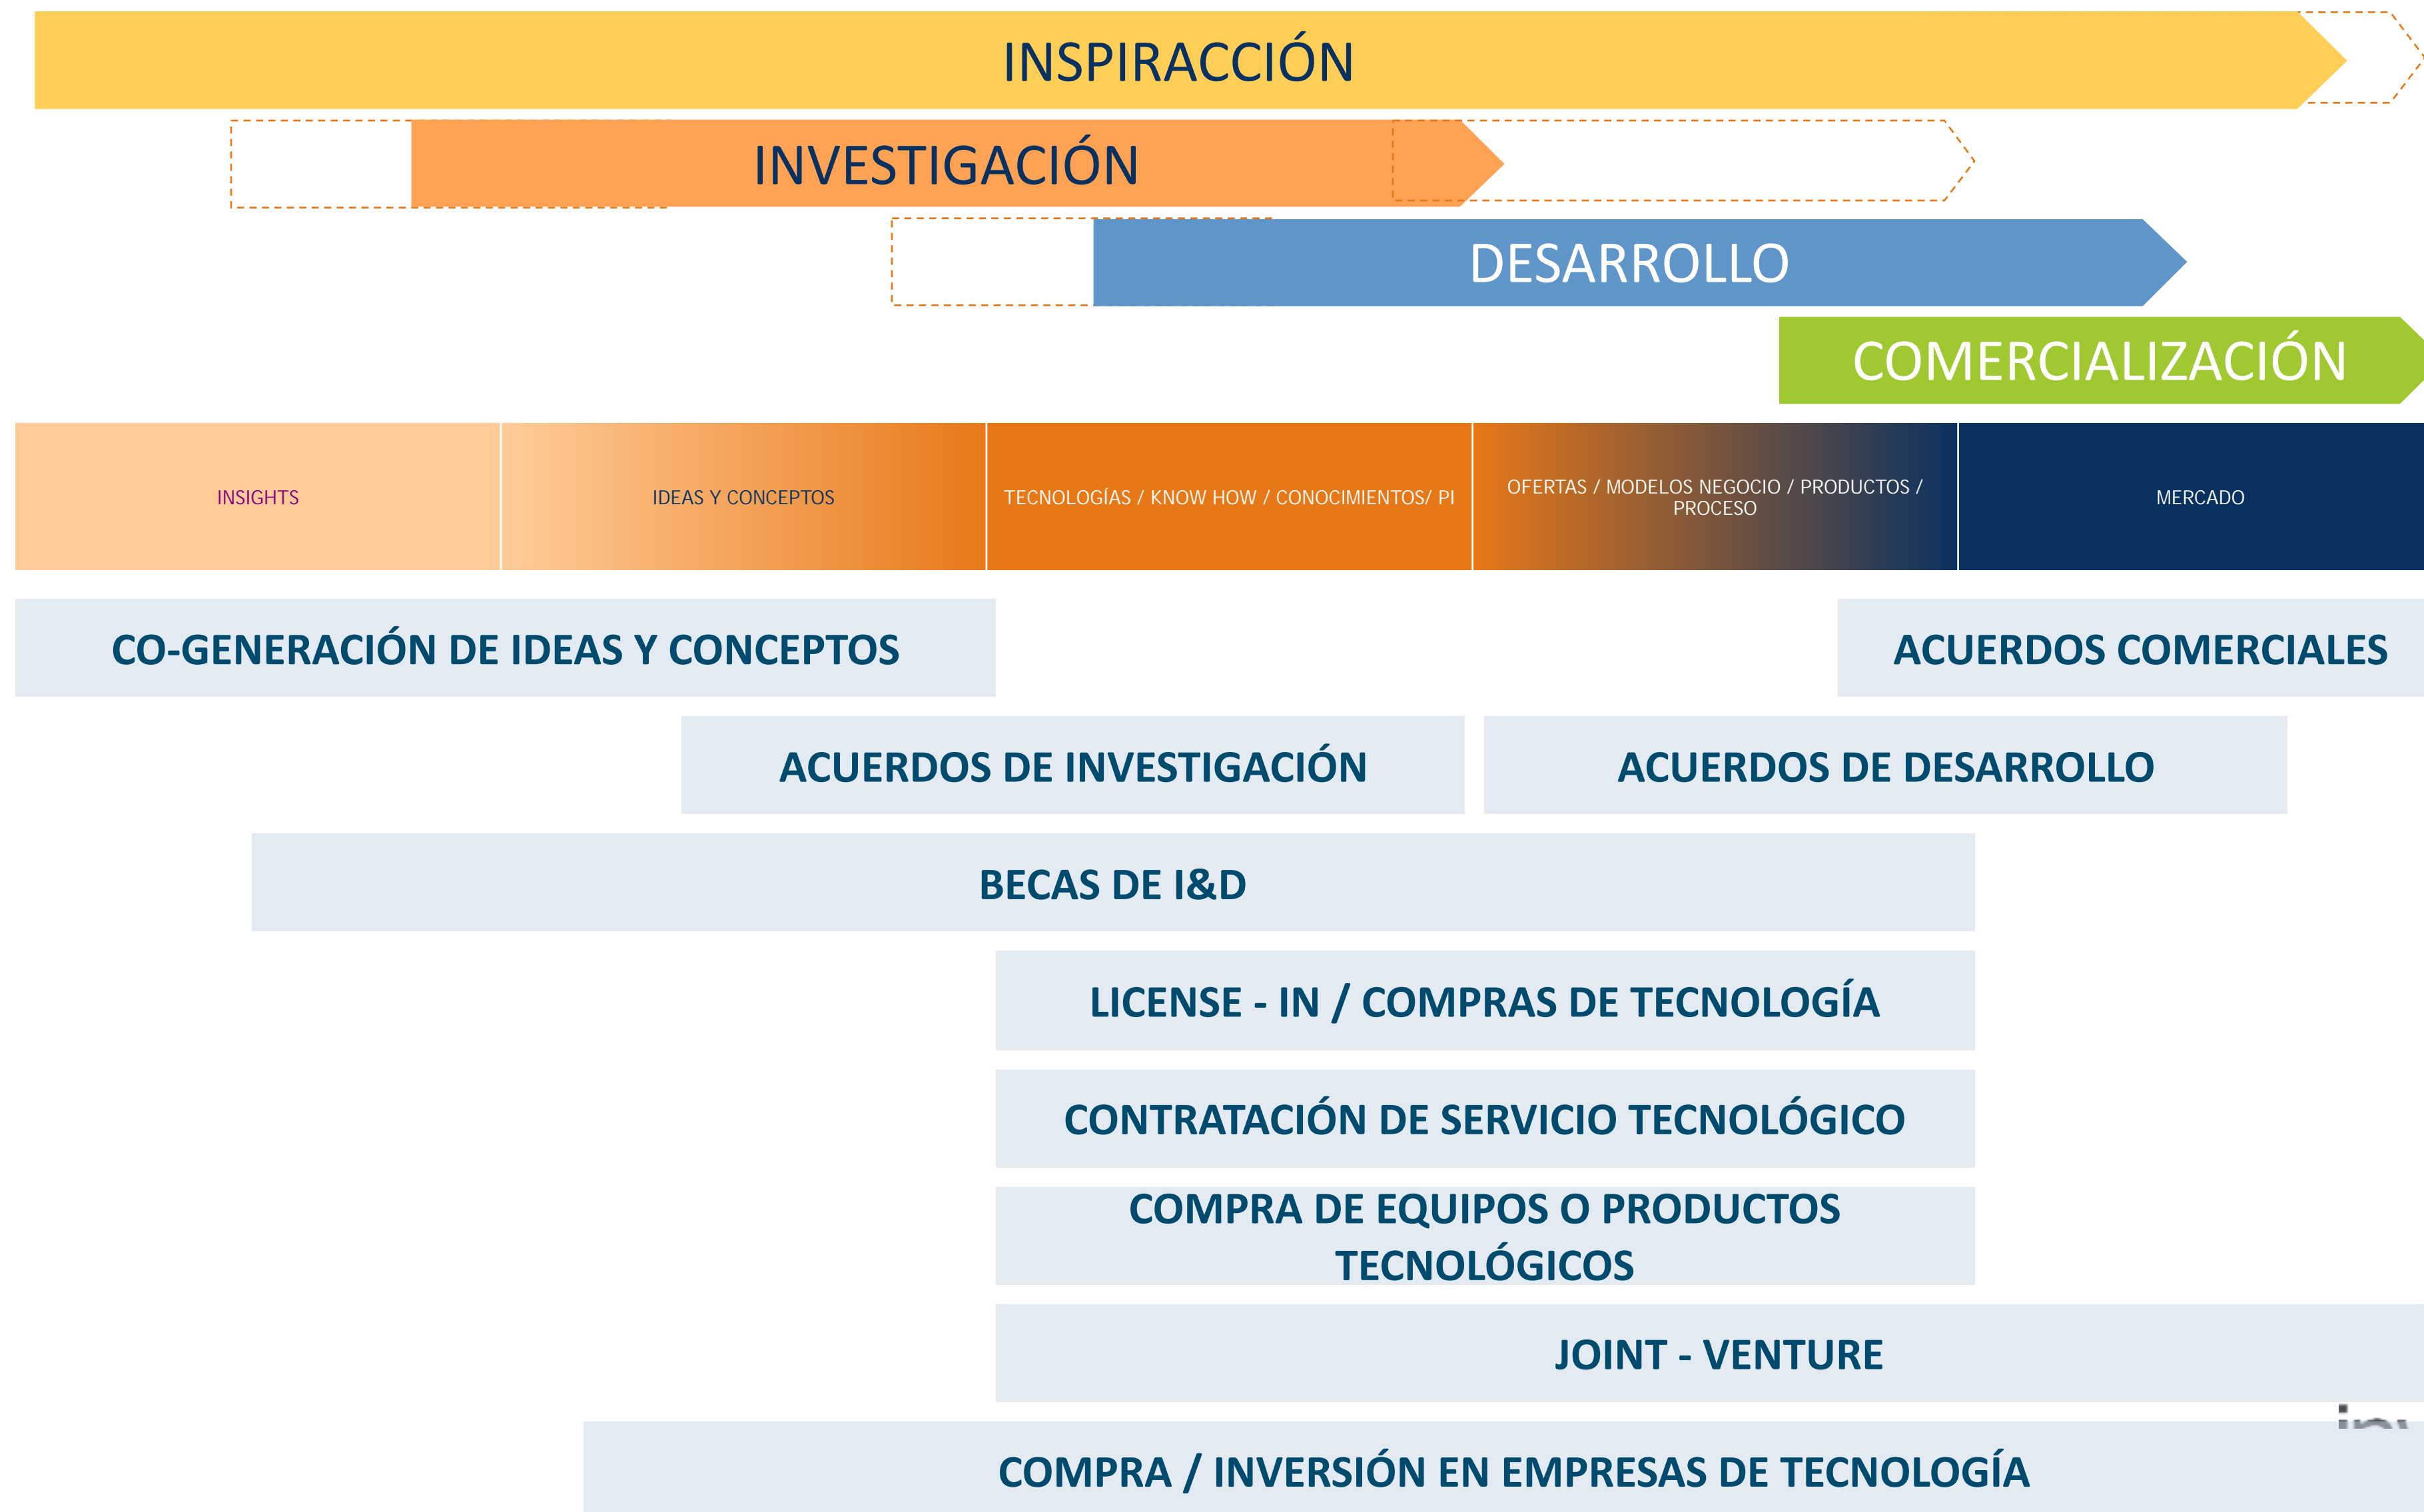 INSPIRACCIÓN
INVESTIGACIÓN
DESARROLLO
COMERCIALIZACIÓN
INSIGHTS
IDEAS Y CONCEPTOS
TECNOLOGÍAS / KNOW HOW / CONOCIMIENTOS/ PI
OFERTAS / MODELOS NEGOCIO / PRODUCTOS /
PROCESO
MERCADO
CO-GENERACIÓN DE IDEAS Y CONCEPTOS
ACUERDOS COMERCIALES
ACUERDOS DE INVESTIGACIÓN
ACUERDOS DE DESARROLLO
BECAS DE I&D
LICENSE - IN / COMPRAS DE TECNOLOGÍA
CONTRATACIÓN DE SERVICIO TECNOLÓGICO
COMPRA DE EQUIPOS O PRODUCTOS
TECNOLÓGICOS
JOINT - VENTURE
COMPRA / INVERSIÓN EN EMPRESAS DE TECNOLOGÍA